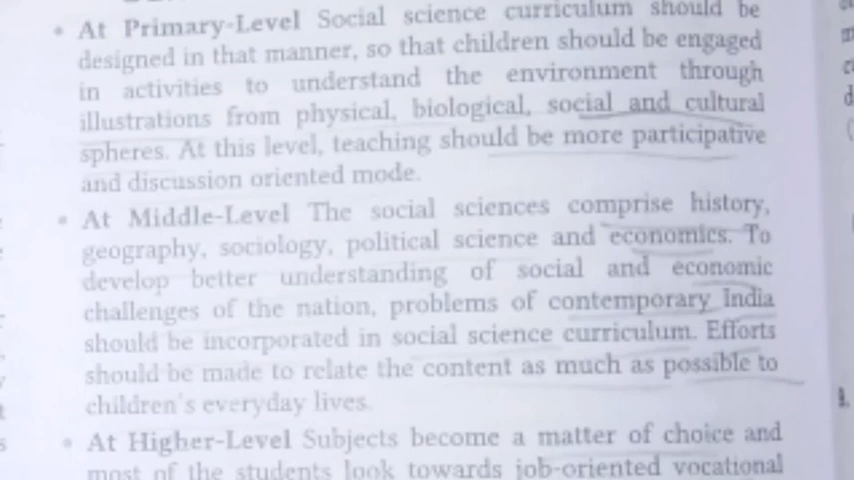 • At Primary-Level Social science curriculum should be
designed in that manner, so that children should be engaged
in activities to understand the environment through
illustrations from physical, biological, social and cultural
spheres. At this level, teaching should be more participative
and discussion oriented mode.
• At Middle-Level The social sciences comprise history,
geography, sociology, political science and economics. To
develop better understanding of social and economic
challenges of the nation, problems of contemporary India
should be incorporated in social science curriculum. Efforts
should be made to relate the content as much as possible to
children's everyday lives.
• At Higher-Level Subjects become a matter of choice and
most of the students look towards job-oriented vocational